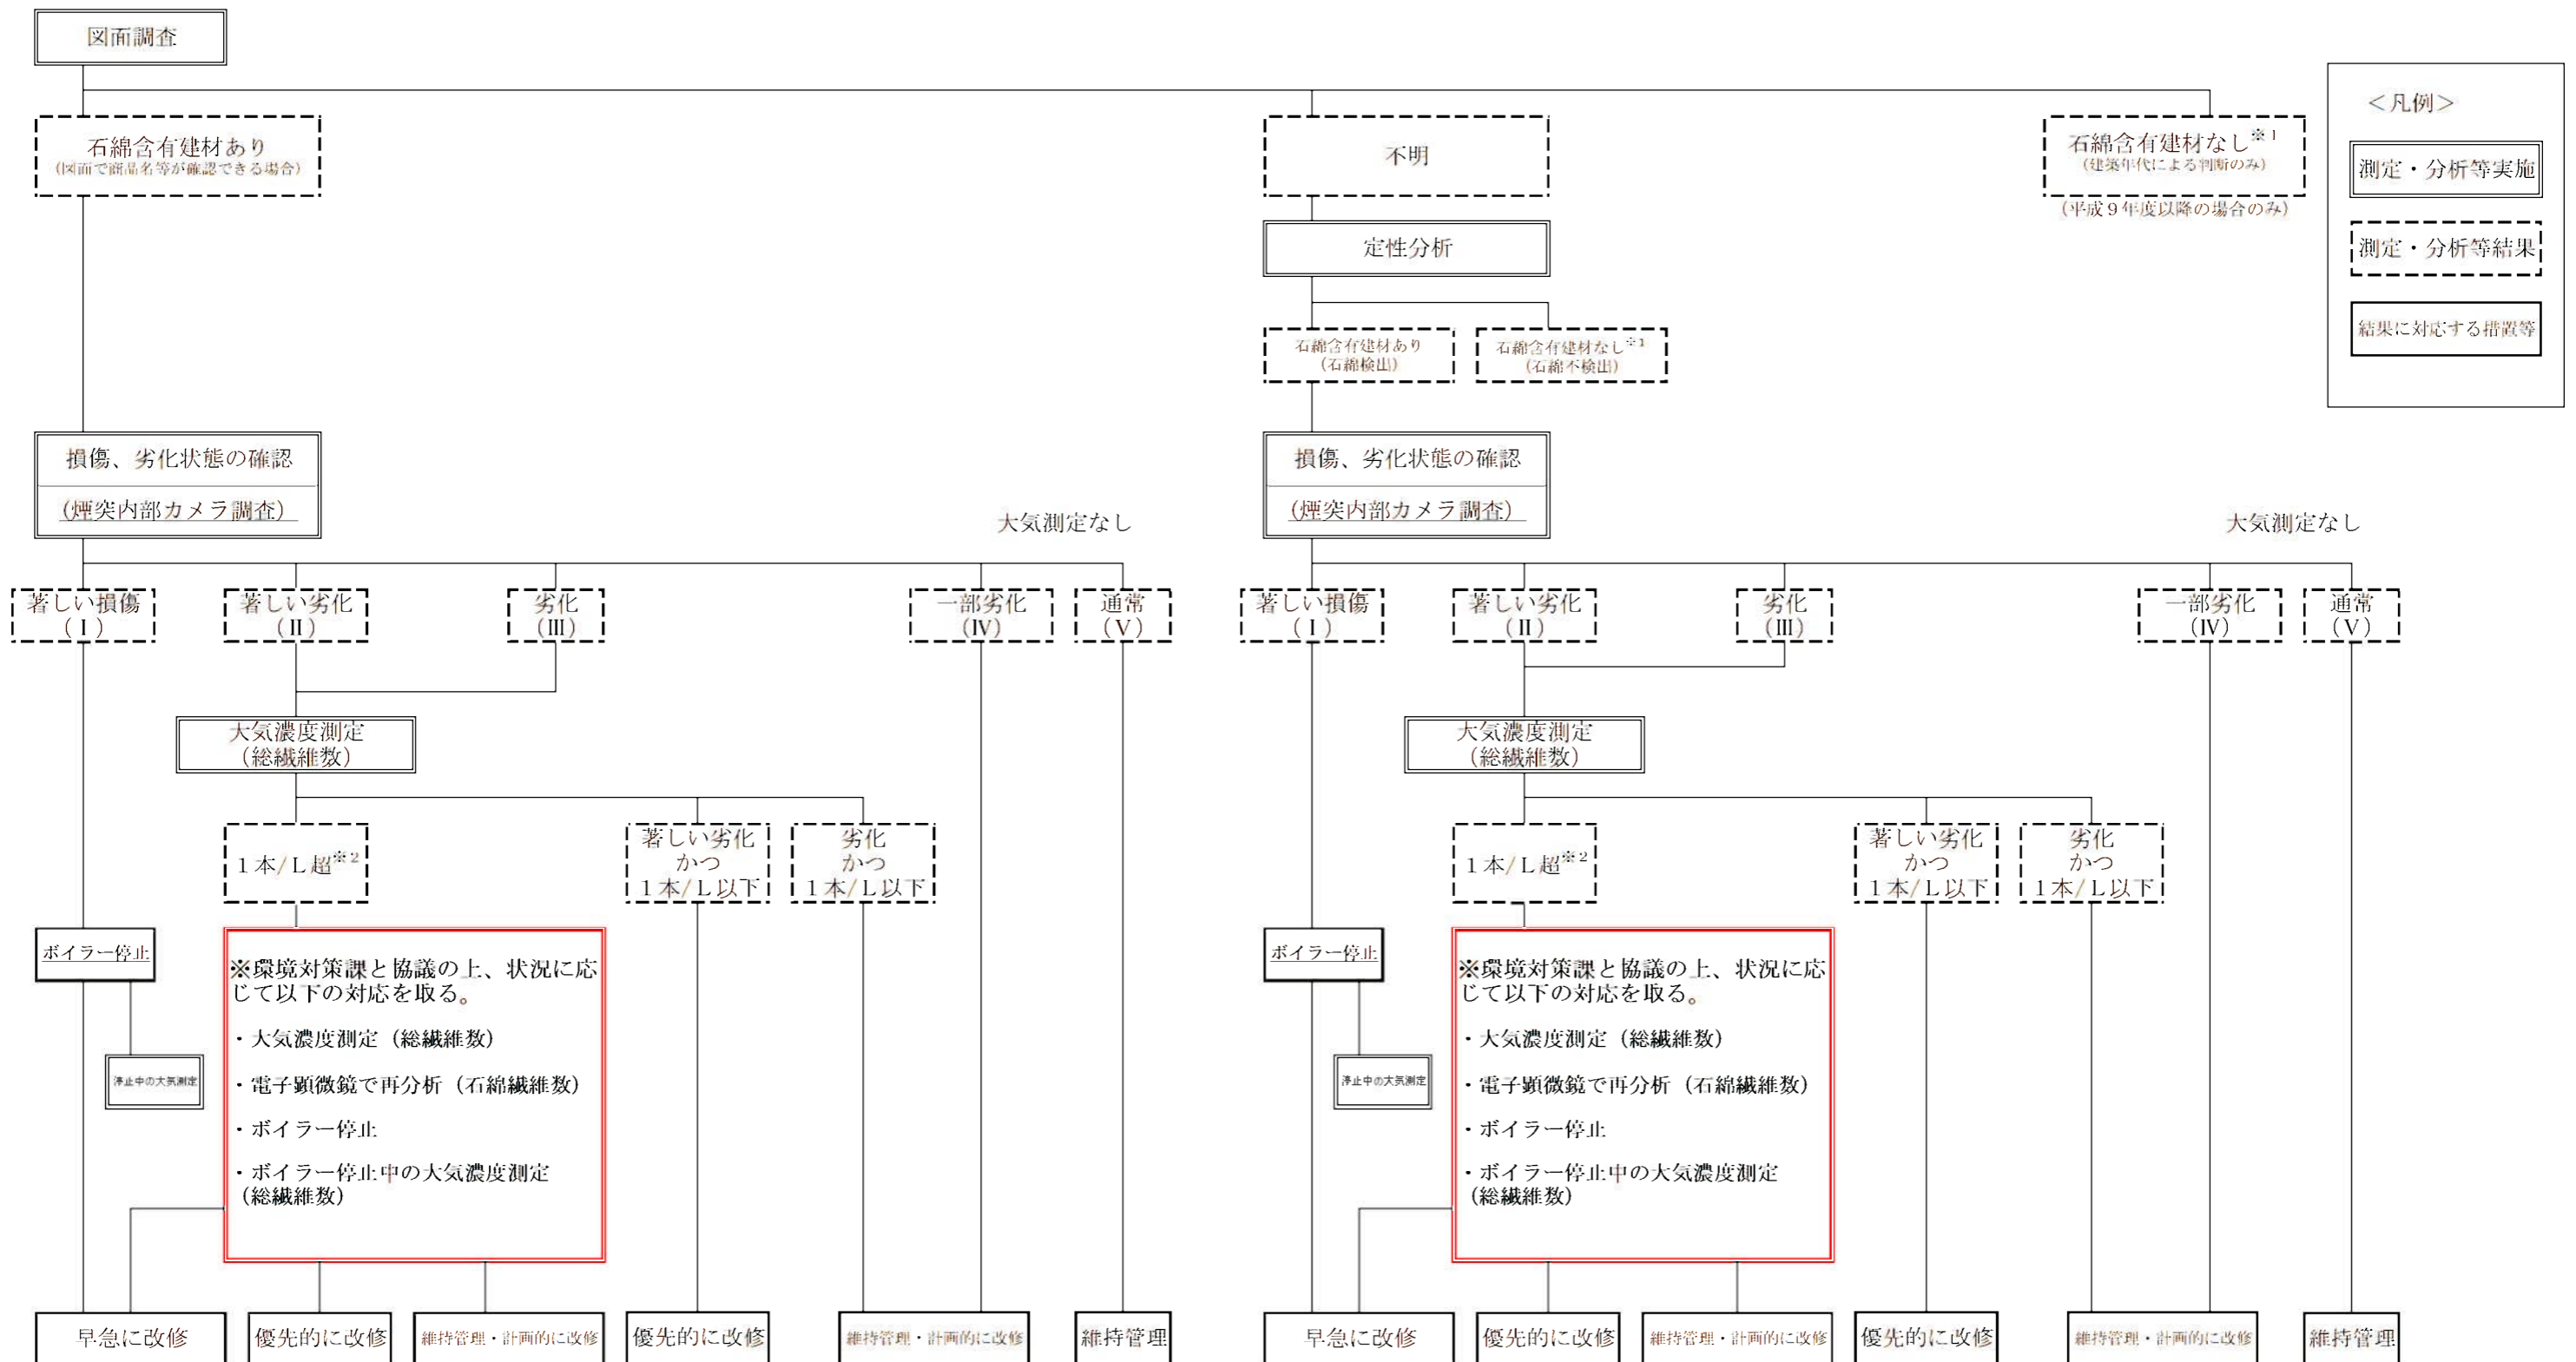 図面調査
石綿含有建材あり
(図面で商品名等が確認できる場合)
不明
石綿含有建材なし※1
(建築年代による判断のみ)
(平成9年度以降の場合のみ)
＜凡例＞
測定・分析等実施
測定・分析等結果
結果に対応する措置等
定性分析
石綿含有建材あり
(石綿検出)
石綿含有建材なし※1
(石綿不検出)
損傷、劣化状態の確認
(煙突内部カメラ調査)
大気測定なし
著しい損傷
(Ⅰ)
著しい劣化
(Ⅱ)
劣化
(Ⅲ)
一部劣化
(Ⅳ)
通常
(Ⅴ)
大気濃度測定
(総繊維数)
1本/L超※2
著しい劣化
かつ
1本/L以下
劣化
かつ
1本/L以下
ボイラー停止
停止中の大気測定
※環境対策課と協議の上、状況に応
じて以下の対応を取る。
・大気濃度測定（総繊維数）
・電子顕微鏡で再分析（石綿繊維数）
・ボイラー停止
・ボイラー停止中の大気濃度測定
（総繊維数）
早急に改修
優先的に改修
維持管理・計画的に改修
優先的に改修
維持管理・計画的に改修
維持管理
損傷、劣化状態の確認
(煙突内部カメラ調査)
大気測定なし
著しい損傷
(Ⅰ)
著しい劣化
(Ⅱ)
劣化
(Ⅲ)
一部劣化
(Ⅳ)
通常
(Ⅴ)
大気濃度測定
(総繊維数)
1本/L超※2
著しい劣化
かつ
1本/L以下
劣化
かつ
1本/L以下
ボイラー停止
停止中の大気測定
※環境対策課と協議の上、状況に応
じて以下の対応を取る。
・大気濃度測定（総繊維数）
・電子顕微鏡で再分析（石綿繊維数）
・ボイラー停止
・ボイラー停止中の大気濃度測定
（総繊維数）
早急に改修
優先的に改修
維持管理・計画的に改修
優先的に改修
維持管理・計画的に改修
維持管理